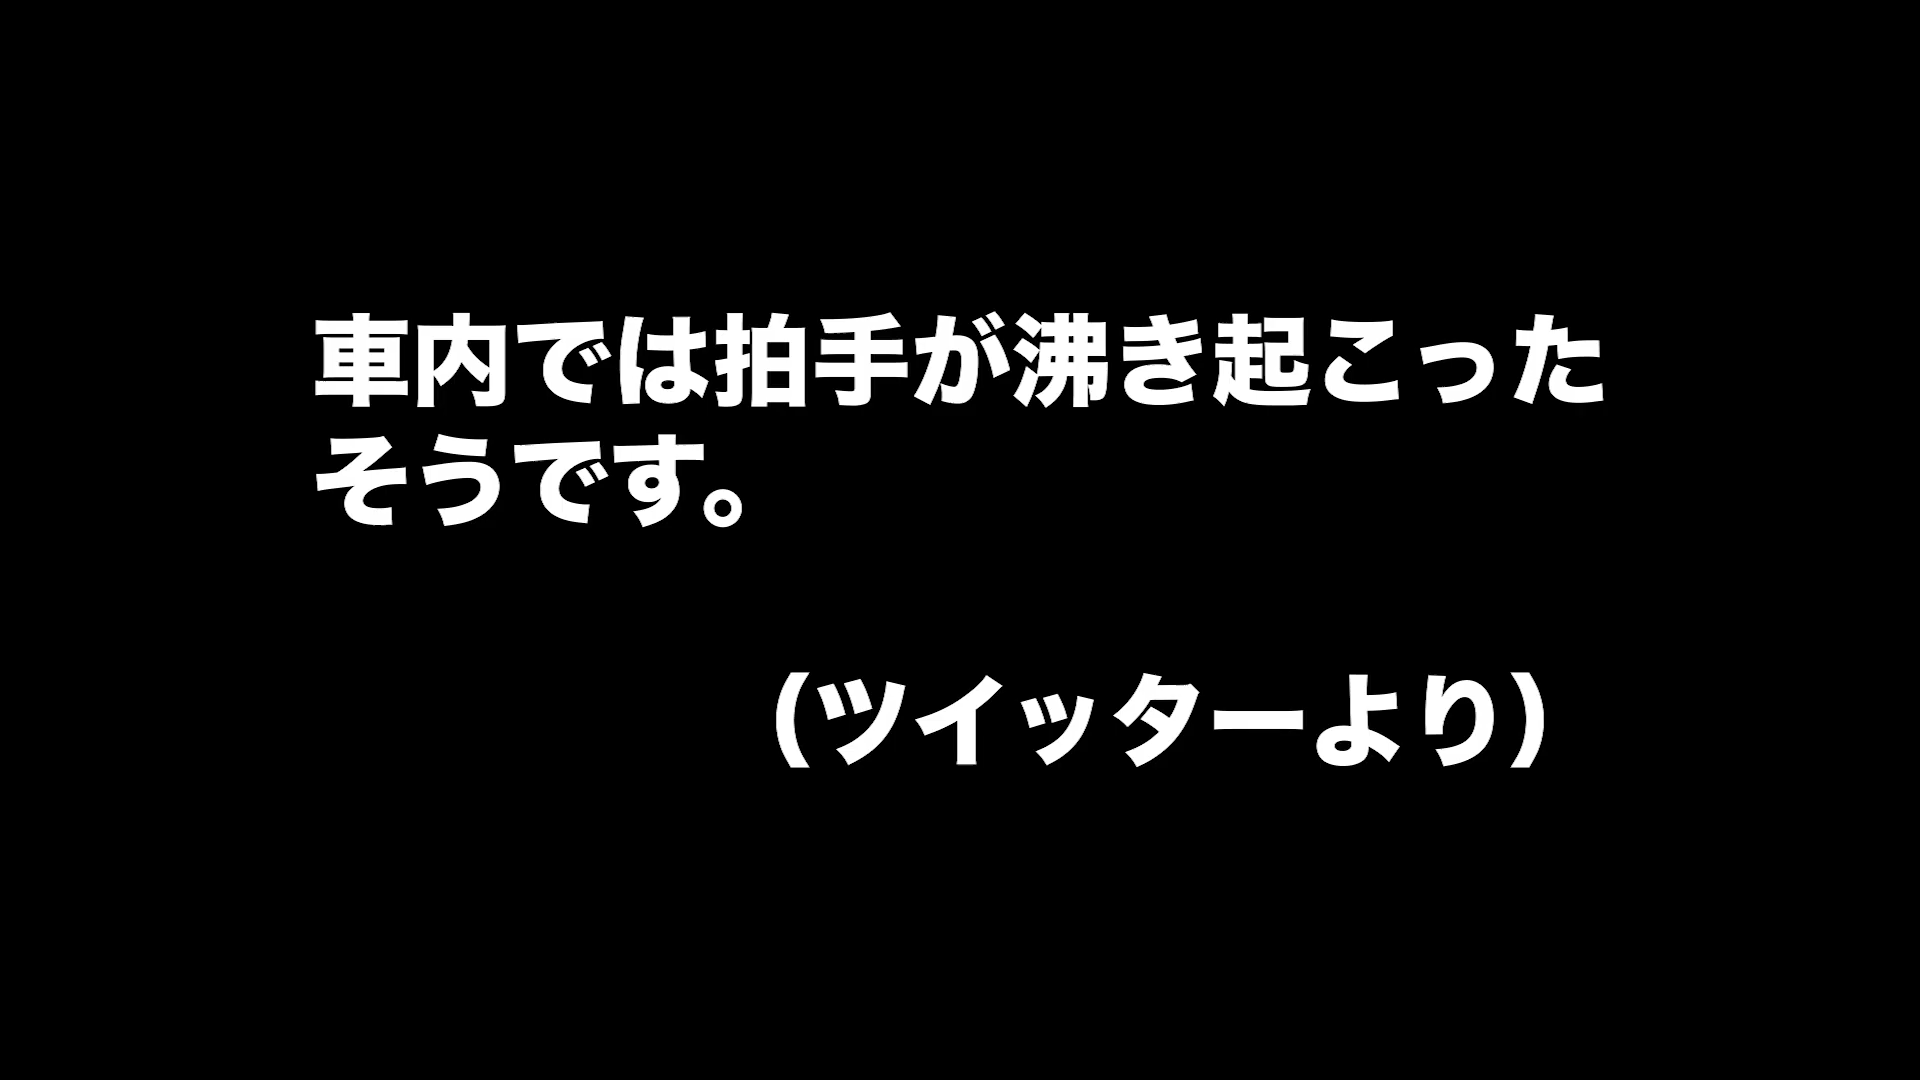 車内では拍手が沸き起こった
そうです。
(ツイッターより)